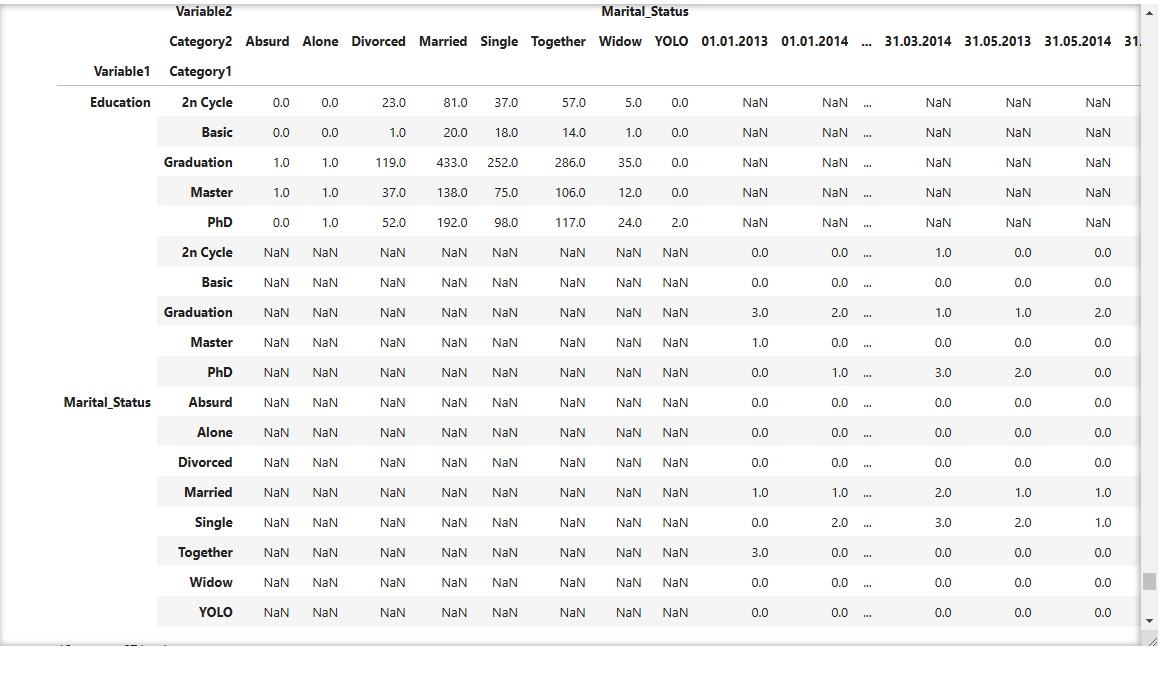 Variable2 Marital_Status
Category2 Absurd Alone Divorced Married Single Together Widow YOLO 01.01.2013 01.01.2014 ... 31.03.2014 31.05.2013 31.05.2014 31.
Variable1 Category1
Education 2n Cycle 0.0 0.0 23.0 81.0 37.0 57.0 5.0 0.0 NaN NaN ... NaN NaN NaN
Basic 0.0 0.0 1.0 20.0 18.0 14.0 1.0 0.0 NaN NaN ... NaN NaN NaN
Graduation 1.0 1.0 119.0 433.0 252.0 286.0 35.0 0.0 NaN NaN ... NaN NaN NaN
Master 1.0 1.0 37.0 138.0 75.0 106.0 12.0 0.0 NaN NaN ... NaN NaN NaN
PhD 0.0 1.0 52.0 192.0 98.0 117.0 24.0 2.0 NaN NaN ... NaN NaN NaN
2n Cycle NaN NaN NaN NaN NaN NaN NaN NaN 0.0 0.0 ... 1.0 0.0 0.0
Basic NaN NaN NaN NaN NaN NaN NaN NaN 0.0 0.0 ... 0.0 0.0 0.0
Graduation NaN NaN NaN NaN NaN NaN NaN NaN 3.0 2.0 ... 1.0 1.0 2.0
Master NaN NaN NaN NaN NaN NaN NaN NaN 1.0 0.0 ... 0.0 0.0 0.0
PhD NaN NaN NaN NaN NaN NaN NaN NaN 0.0 1.0 ... 3.0 2.0 0.0
Marital_Status Absurd NaN NaN NaN NaN NaN NaN NaN NaN 0.0 0.0 ... 0.0 0.0 0.0
Alone NaN NaN NaN NaN NaN NaN NaN NaN 0.0 0.0 ... 0.0 0.0 0.0
Divorced NaN NaN NaN NaN NaN NaN NaN NaN 0.0 0.0 ... 0.0 0.0 0.0
Married NaN NaN NaN NaN NaN NaN NaN NaN 1.0 1.0 ... 2.0 1.0 1.0
Single NaN NaN NaN NaN NaN NaN NaN NaN 0.0 2.0 ... 3.0 2.0 1.0
Together NaN NaN NaN NaN NaN NaN NaN NaN 3.0 0.0 ... 0.0 0.0 0.0
Widow NaN NaN NaN NaN NaN NaN NaN NaN 0.0 0.0 ... 0.0 0.0 0.0
YOLO NaN NaN NaN NaN NaN NaN NaN NaN 0.0 0.0 ... 0.0 0.0 0.0